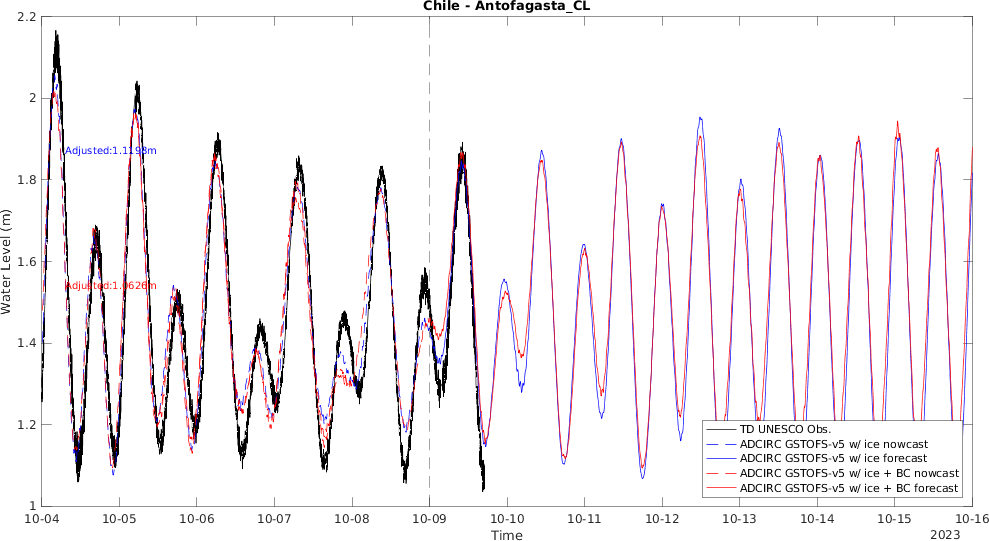 Chile - Antofagasta_CL
2.2
2
1.8
1.6
1.4
1.2
1
Water Level (m)
Adjusted:1.1193m
Adjusted:1.0626m
TD UNESCO Obs.
ADCIRC GSTOFS-v5 w/ ice nowcast
ADCIRC GSTOFS-v5 w/ ice forecast
ADCIRC GSTOFS-v5 w/ ice + BC nowcast
ADCIRC GSTOFS-v5 w/ ice + BC forecast
10-04 10-05 10-06 10-07 10-08 10-09 10-10 10-11 10-12 10-13 10-14 10-15 10-16
Time
2023